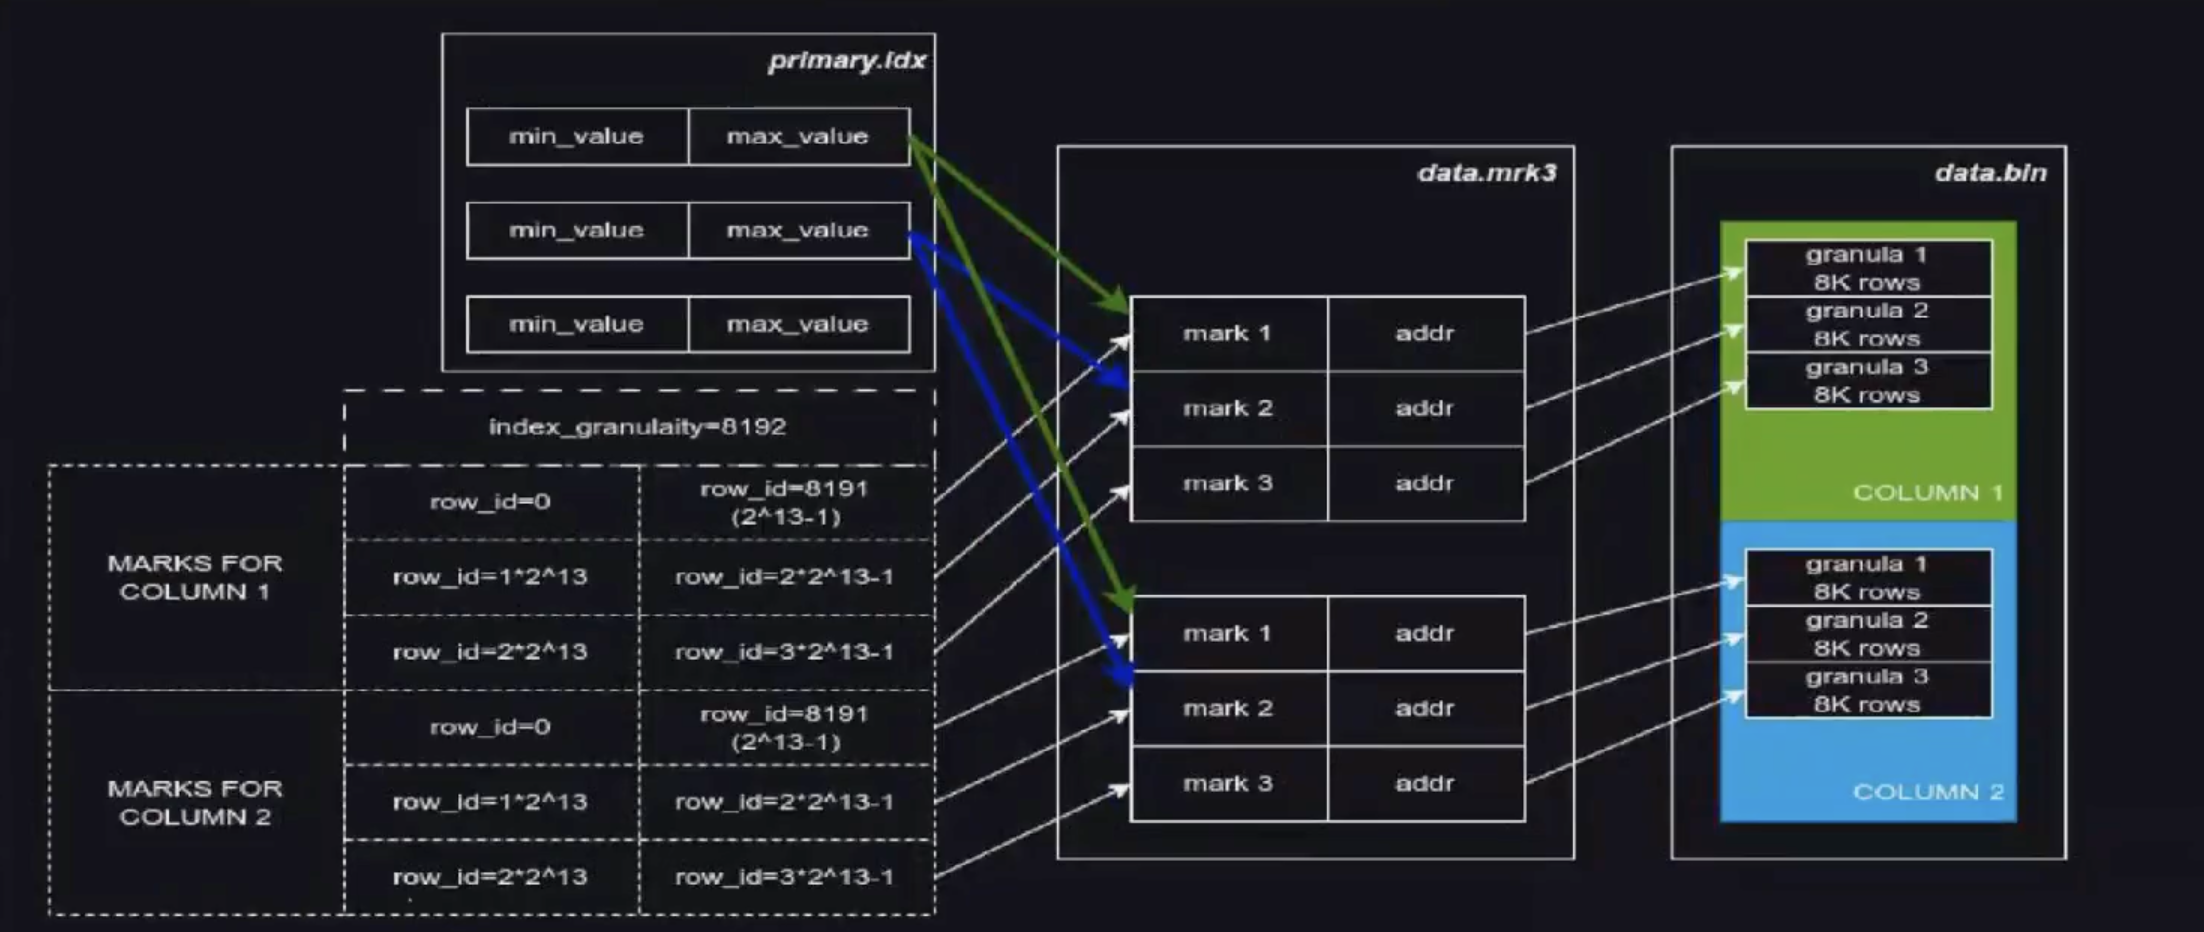 primary.idx
min_value max_value
min_value max_value
min_value max_value
index_granulaity=8192
MARKS FOR
COLUMN 1
row_id=0
row_id=8191
(2^13-1)
row_id=1*2^13
row_id=2*2^13-1
row_id=2*2^13
row_id=3*2^13-1
MARKS FOR
COLUMN 2
row_id=0
row_id=8191
(2^13-1)
row_id=1*2^13
row_id=2*2^13-1
row_id=2*2^13
row_id=3*2^13-1
data.mrk3
mark 1 addr
mark 2 addr
mark 3 addr
mark 1 addr
mark 2 addr
mark 3 addr
data.bin
granula 1
8K rows
granula 2
8K rows
granula 3
8K rows
COLUMN 1
granula 1
8K rows
granula 2
8K rows
granula 3
8K rows
COLUMN 2